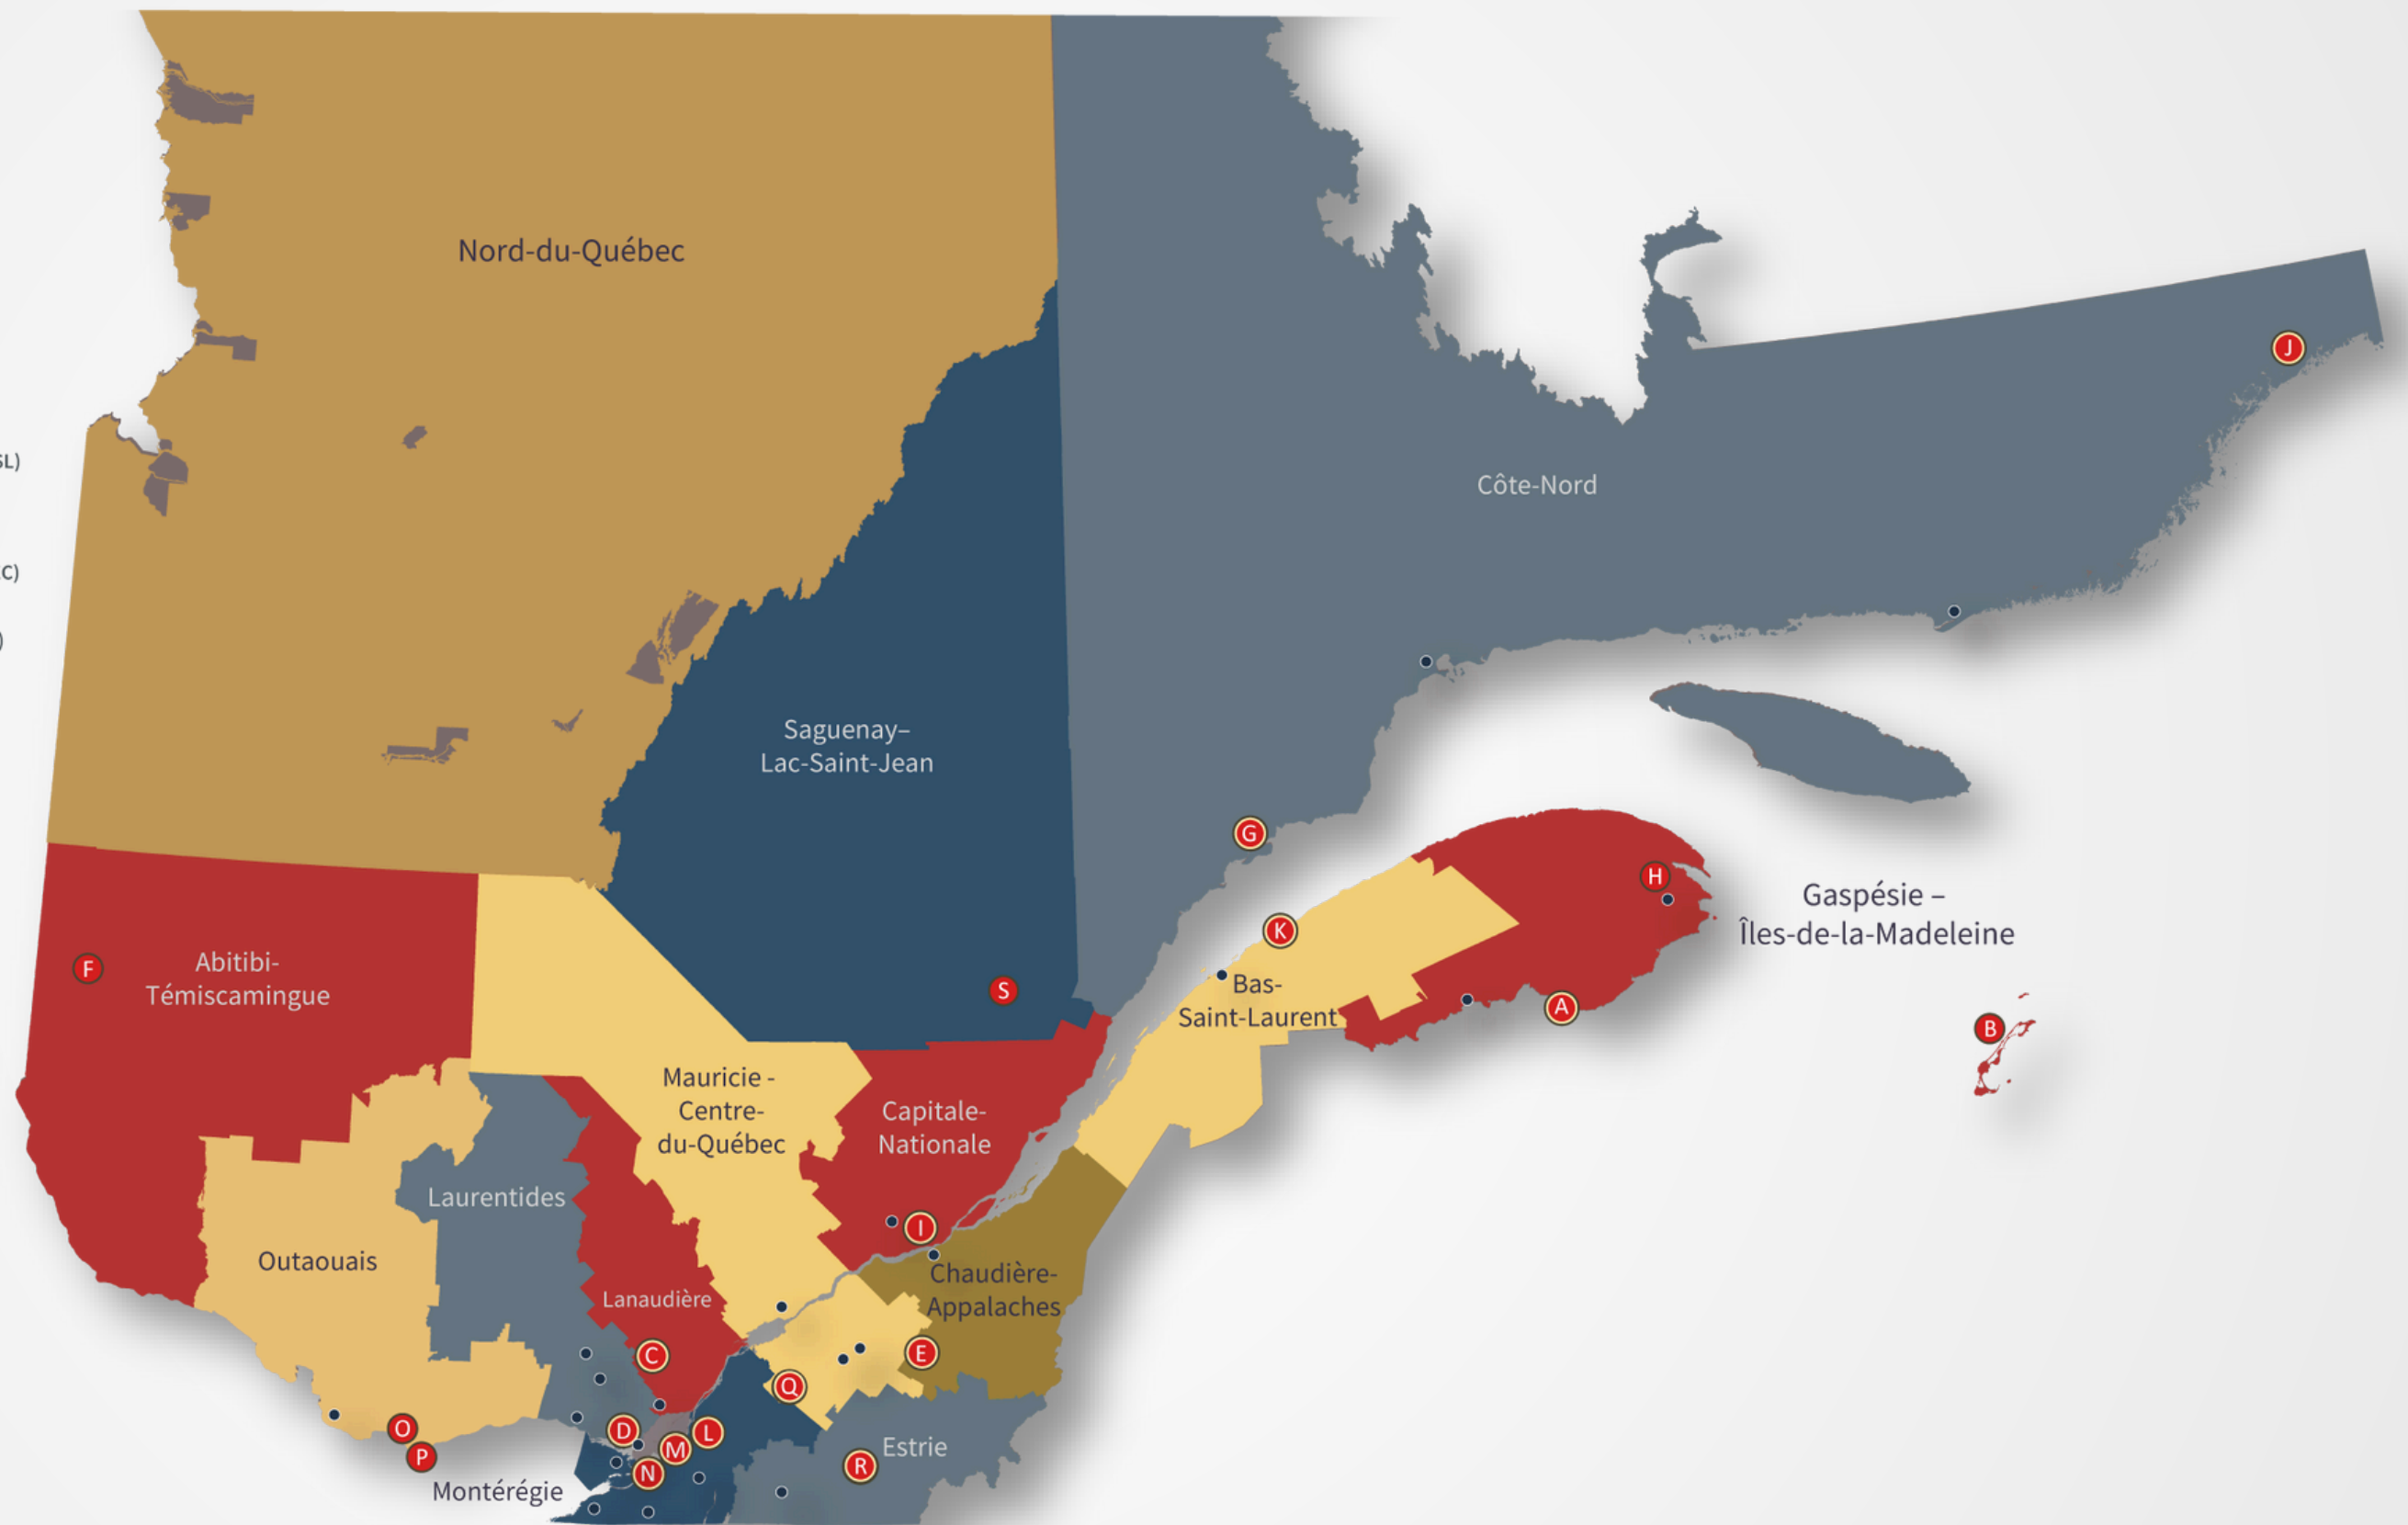 Nord-du-Québec
J
SL)
Côte-Nord
C)
)
Saguenay–
Lac-Saint-Jean
G
H
Gaspésie –
Îles-de-la-Madeleine
K
Abitibi-
Témiscamingue
F
S
Bas-
Saint-Laurent
A
B
Mauricie -
Centre-
du-Québec
Capitale-
Nationale
Laurentides
I
Outaouais
Chaudière-
Appalaches
Lanaudière
C
E
Q
O
D
L
M
P
N
Estrie
R
Montérégie